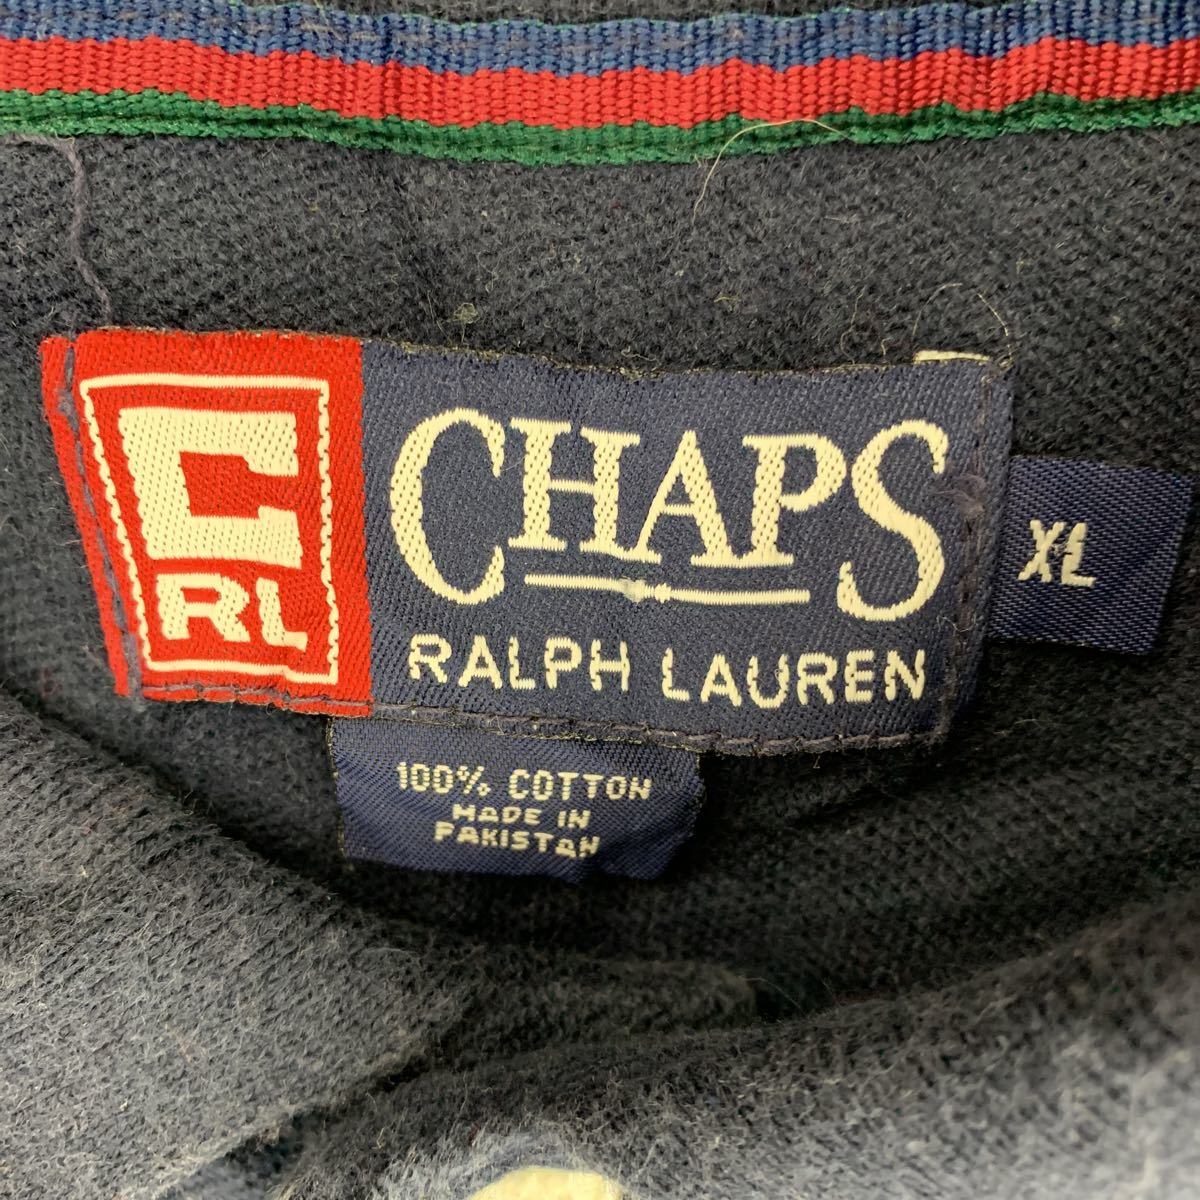 C
RL
CHAPS
RALPH LAUREN
XL
100% COTTON
MADE IN
PAKISTAN